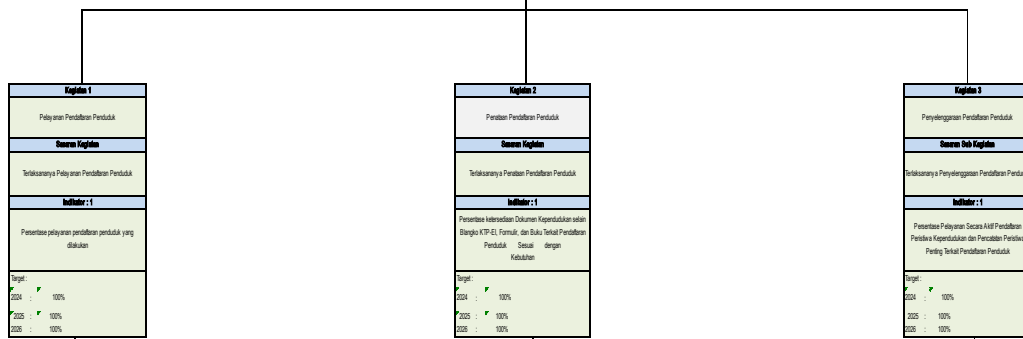 Kegiatan 1
Pelayanan Pendaftaran Penduduk
Sasaran Kegiatan
Terlaksananya Pelayanan Pendaftaran Penduduk
Indikator : 1
Persentase pelayanan pendaftaran penduduk yang
dilakukan
Target :
2024 : 100%
2025 : 100%
2026 : 100%
Kegiatan 2
Penataan Pendaftaran Penduduk
Sasaran Kegiatan
Terlaksananya Penataan Pendaftaran Penduduk
Indikator : 1
Persentase ketersediaan Dokumen Kependudukan selain
Blangko KTP-El, Formulir, dan Buku Terkait Pendaftaran
Penduduk Sesuai dengan
Kebutuhan
Target :
2024 : 100%
2025 : 100%
2026 : 100%
Kegiatan 3
Penyelenggaraan Pendaftaran Penduduk
Sasaran Sub Kegiatan
Terlaksananya Penyelenggaraan Pendaftaran Pendu
Indikator : 1
Persentase Pelayanan Secara Aktif Pendaftaran
Peristiwa Kependudukan dan Pencatatan Peristiwa
Penting Terkait Pendaftaran Penduduk
Target :
2024 : 100%
2025 : 100%
2026 : 100%